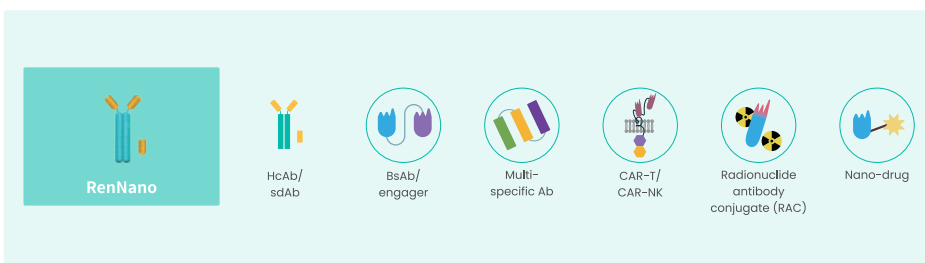 RenNano
HcAb/
sdAb
BsAb/
engager
Multi-
specific Ab
CAR-T/
CAR-NK
Radionuclide
antibody
conjugate (RAC)
Nano-drug